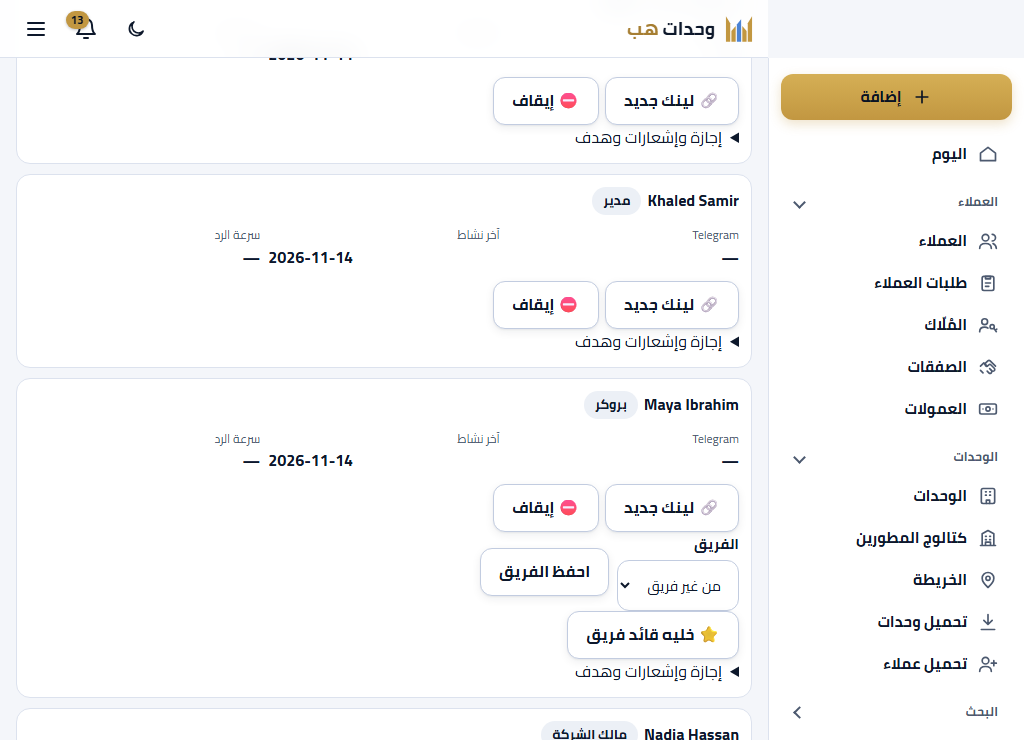 وحدات هب
13
إضافة
اليوم
العملاء
العملاء
طلبات العملاء
المُلّاك
الصفقات
العمولات
الوحدات
الوحدات
كتالوج المطورين
الخريطة
تحميل وحدات
تحميل عملاء
البحث
2026-11-14
🔗 لينك جديد
⛔ إيقاف
إجازة وإشعارات وهدف
Khaled Samir مدير
Telegram آخر نشاط سرعة الرد
— 2026-11-14 —
🔗 لينك جديد
⛔ إيقاف
إجازة وإشعارات وهدف
Maya Ibrahim بروكر
Telegram آخر نشاط سرعة الرد
— 2026-11-14 —
🔗 لينك جديد
⛔ إيقاف
الفريق
من غير فريق
احفظ الفريق
⭐ خليه قائد فريق
إجازة وإشعارات وهدف
Nadia Hassan مالك الشركة